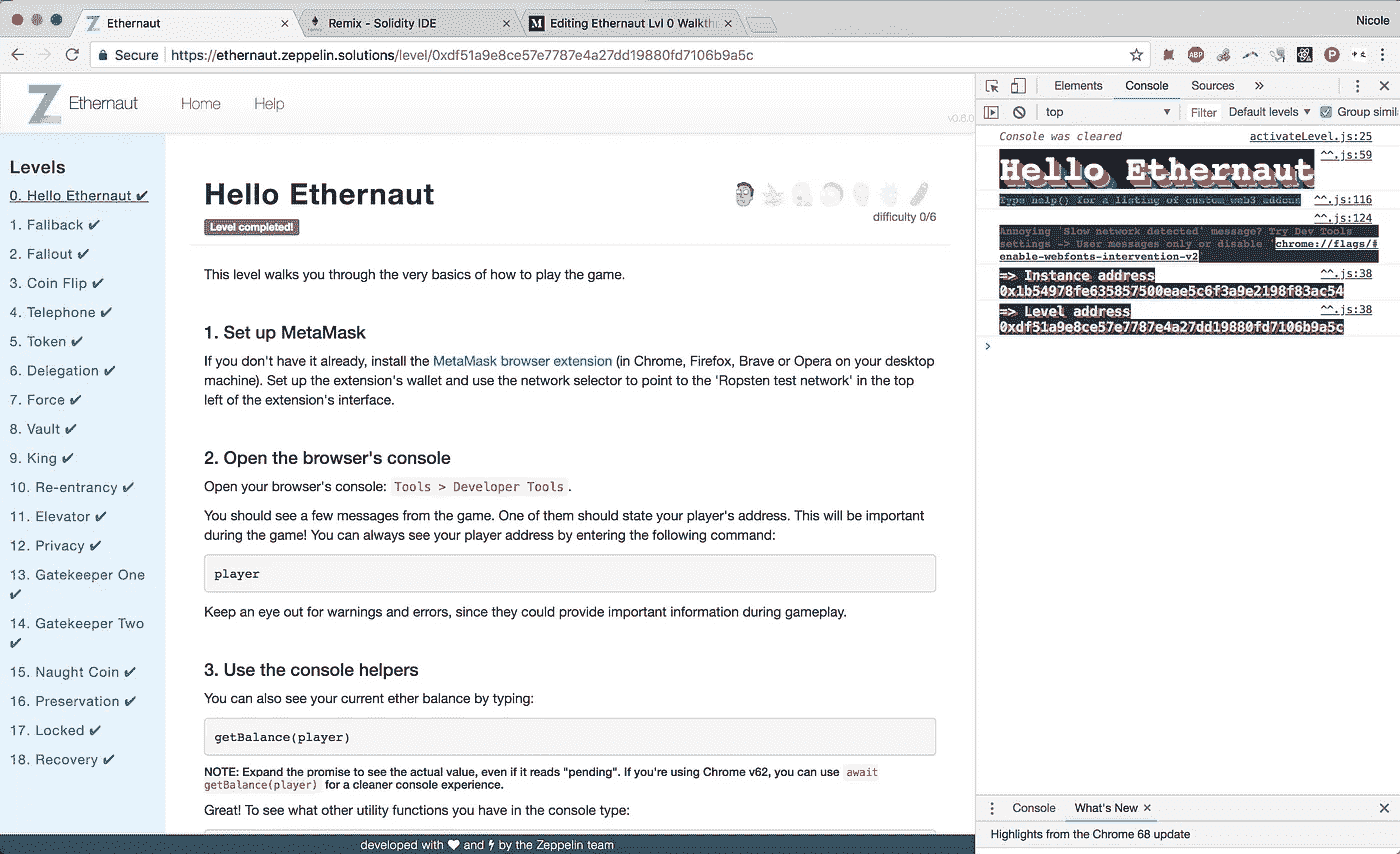 Ethernaut
Remix - Solidity IDE
Editing Ethernaut Lvl 0 Walkth
Nicole
Secure
https://ethernaut.zeppelin.solutions/level/0xdf51a9e8ce57e7787e4a27dd19880fd7106b9a5c
Ethernaut
Home
Help
v0.6.0
Levels
0. Hello Ethernaut ✔
1. Fallback ✔
2. Fallout ✔
3. Coin Flip ✔
4. Telephone ✔
5. Token ✔
6. Delegation ✔
7. Force ✔
8. Vault ✔
9. King ✔
10. Re-entrancy ✔
11. Elevator ✔
12. Privacy ✔
13. Gatekeeper One
✔
14. Gatekeeper Two
✔
15. Naught Coin ✔
16. Preservation ✔
17. Locked ✔
18. Recovery ✔
Hello Ethernaut
Level completed!
difficulty 0/6
This level walks you through the very basics of how to play the game.
1. Set up MetaMask
If you don't have it already, install the MetaMask browser extension (in Chrome, Firefox, Brave or Opera on your desktop
machine). Set up the extension's wallet and use the network selector to point to the 'Ropsten test network' in the top
left of the extension's interface.
2. Open the browser's console
Open your browser's console: Tools > Developer Tools.
You should see a few messages from the game. One of them should state your player's address. This will be important
during the game! You can always see your player address by entering the following command:
player
Keep an eye out for warnings and errors, since they could provide important information during gameplay.
3. Use the console helpers
You can also see your current ether balance by typing:
getBalance(player)
NOTE: Expand the promise to see the actual value, even if it reads "pending". If you're using Chrome v62, you can use await
getBalance(player) for a cleaner console experience.
Great! To see what other utility functions you have in the console type:
developed with ❤ and ⚡ by the Zeppelin team
Elements
Console
Sources
»
top
Filter
Default levels ▼
Group simil
Console was cleared
activateLevel.js:25
Hello Ethernaut
^^.js:59
Type help() for a listing of custom web3 addons
^^.js:116
^^.js:124
Annoying 'Slow network detected' message? Try Dev Tools
settings -> User messages only or disable 'chrome://flags/#
enable-webfonts-intervention-v2'
=> Instance address
^^.js:38
0x1b54978fe635857500eae5c6f3a9e2198f83ac54
=> Level address
^^.js:38
0xdf51a9e8ce57e7787e4a27dd19880fd7106b9a5c
>
Console
What's New
Highlights from the Chrome 68 update